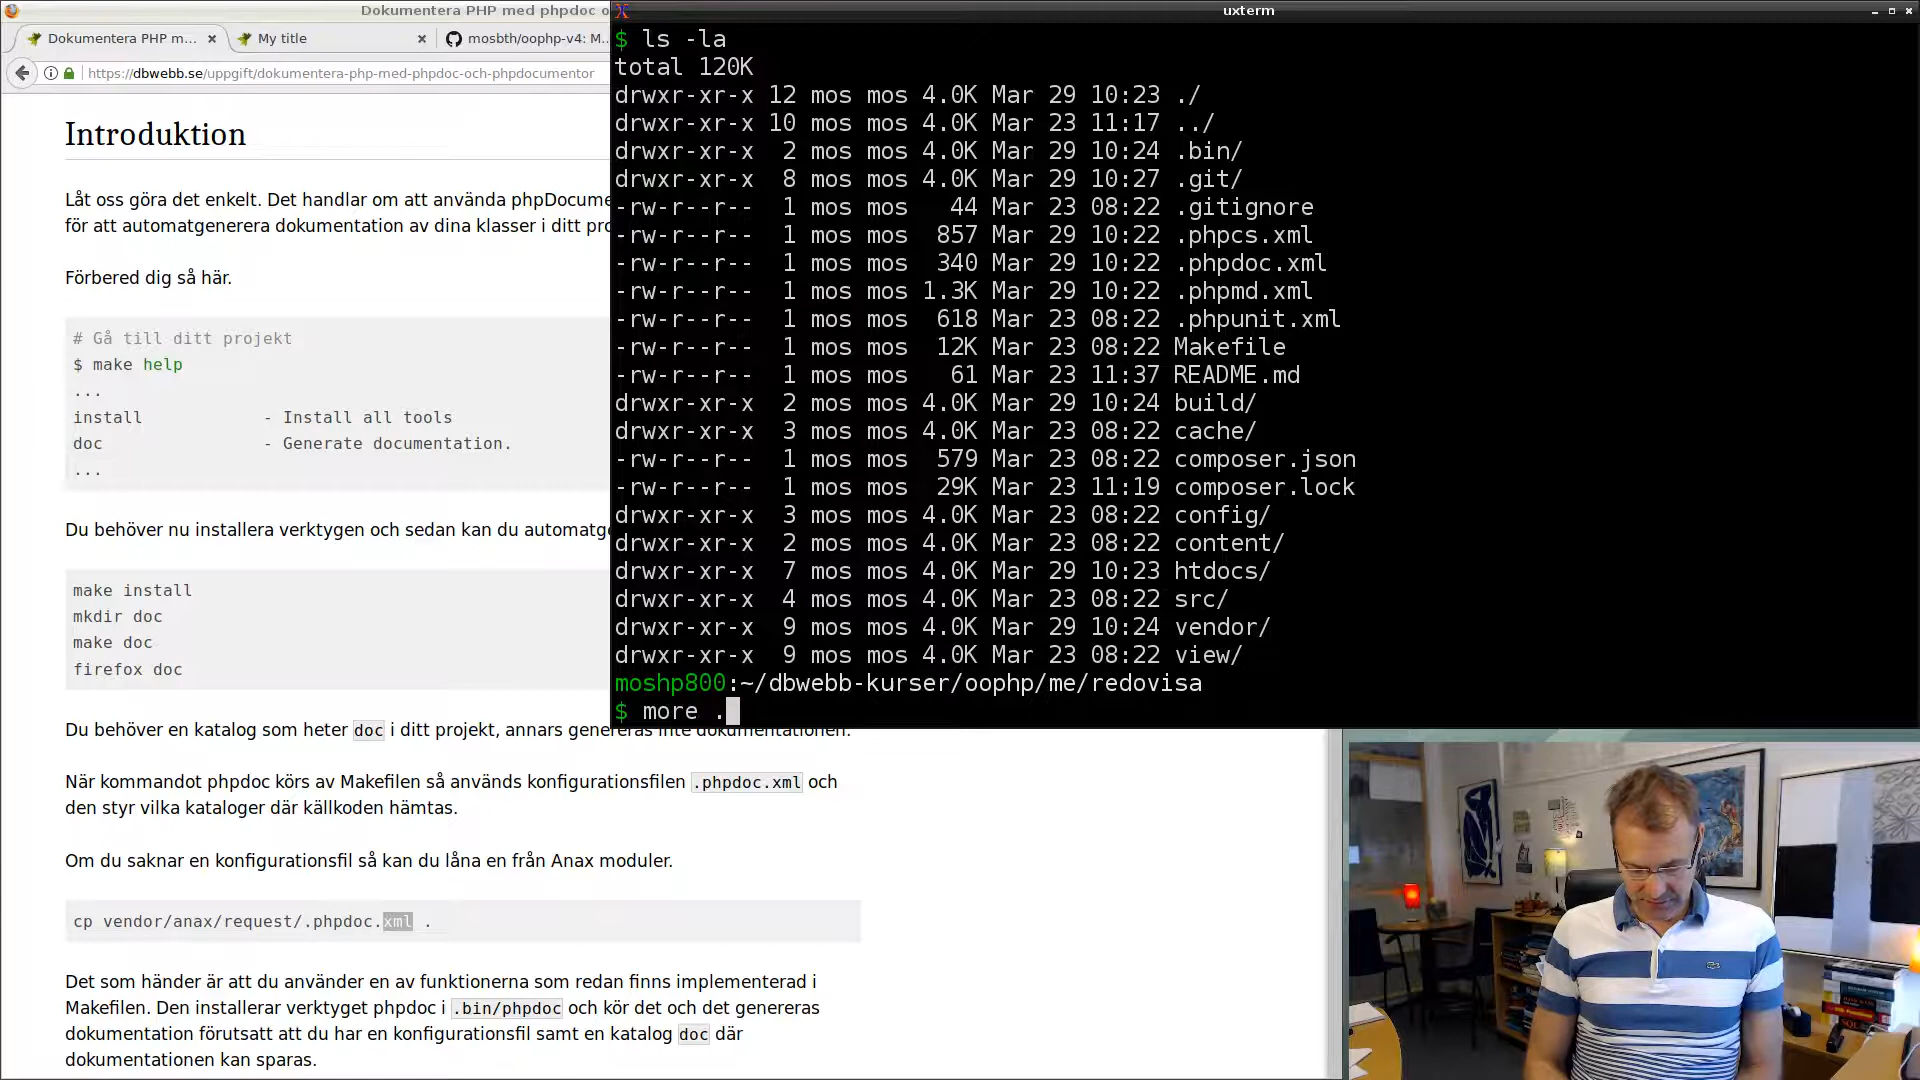 Dokumentera PHP med phpdoc o
Dokumentera PHP m...
My title
mosbth/oophp-v4: M...
https://dbwebb.se/uppgift/dokumentera-php-med-phpdoc-och-phpdocumentor
Introduktion
Låt oss göra det enkelt. Det handlar om att använda phpDocume
för att automatgenerera dokumentation av dina klasser i ditt pro
Förbered dig så här.
# Gå till ditt projekt
$ make help
...
install - Install all tools
doc - Generate documentation.
...
Du behöver nu installera verktygen och sedan kan du automatge
make install
mkdir doc
make doc
firefox doc
Du behöver en katalog som heter doc i ditt projekt, annars genereras inte dokumentationen.
När kommandot phpdoc körs av Makefilen så används konfigurationsfilen .phpdoc.xml och
den styr vilka kataloger där källkoden hämtas.
Om du saknar en konfigurationsfil så kan du låna en från Anax moduler.
cp vendor/anax/request/.phpdoc.xml .
Det som händer är att du använder en av funktionerna som redan finns implementerad i
Makefilen. Den installerar verktyget phpdoc i .bin/phpdoc och kör det och det genereras
dokumentation förutsatt att du har en konfigurationsfil samt en katalog doc där
dokumentationen kan sparas.
uxterm
$ ls -la
total 120K
drwxr-xr-x 12 mos mos 4.0K Mar 29 10:23 ./
drwxr-xr-x 10 mos mos 4.0K Mar 23 11:17 ../
drwxr-xr-x 2 mos mos 4.0K Mar 29 10:24 .bin/
drwxr-xr-x 8 mos mos 4.0K Mar 29 10:27 .git/
-rw-r--r-- 1 mos mos 44 Mar 23 08:22 .gitignore
-rw-r--r-- 1 mos mos 857 Mar 29 10:22 .phpcs.xml
-rw-r--r-- 1 mos mos 340 Mar 29 10:22 .phpdoc.xml
-rw-r--r-- 1 mos mos 1.3K Mar 29 10:22 .phpmd.xml
-rw-r--r-- 1 mos mos 618 Mar 23 08:22 .phpunit.xml
-rw-r--r-- 1 mos mos 12K Mar 23 08:22 Makefile
-rw-r--r-- 1 mos mos 61 Mar 23 11:37 README.md
drwxr-xr-x 2 mos mos 4.0K Mar 29 10:24 build/
drwxr-xr-x 3 mos mos 4.0K Mar 23 08:22 cache/
-rw-r--r-- 1 mos mos 579 Mar 23 08:22 composer.json
-rw-r--r-- 1 mos mos 29K Mar 23 11:19 composer.lock
drwxr-xr-x 3 mos mos 4.0K Mar 23 08:22 config/
drwxr-xr-x 2 mos mos 4.0K Mar 23 08:22 content/
drwxr-xr-x 7 mos mos 4.0K Mar 29 10:23 htdocs/
drwxr-xr-x 4 mos mos 4.0K Mar 23 08:22 src/
drwxr-xr-x 9 mos mos 4.0K Mar 29 10:24 vendor/
drwxr-xr-x 9 mos mos 4.0K Mar 23 08:22 view/
moshp800:~/dbwebb-kurser/oophp/me/redovisa
$ more .